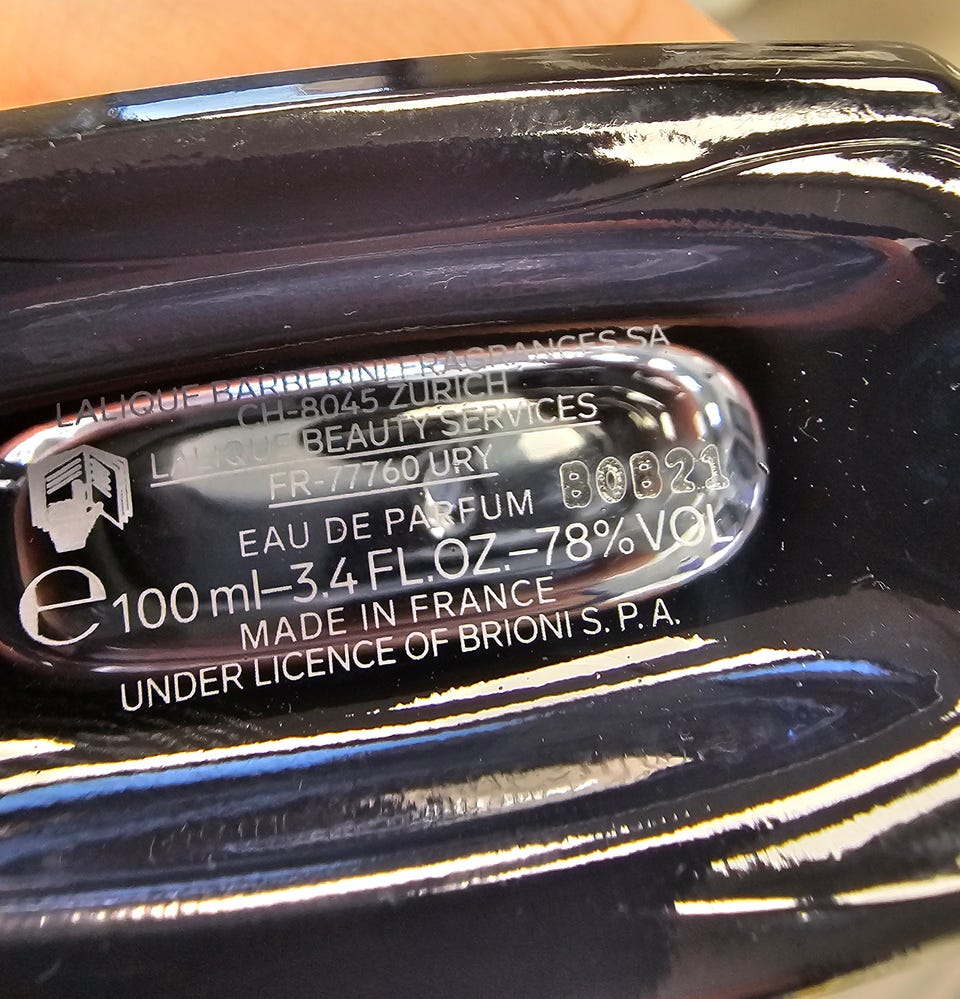 LALIQUE BARBERINI FRAGRANCES SA
CH-8045 ZURICH
LALIQUE BEAUTY SERVICES
FR-77760 URY
B0B21
EAU DE PARFUM
e 100 ml–3.4 FL.OZ.–78% VOL
MADE IN FRANCE
UNDER LICENCE OF BRIONI S. P. A.